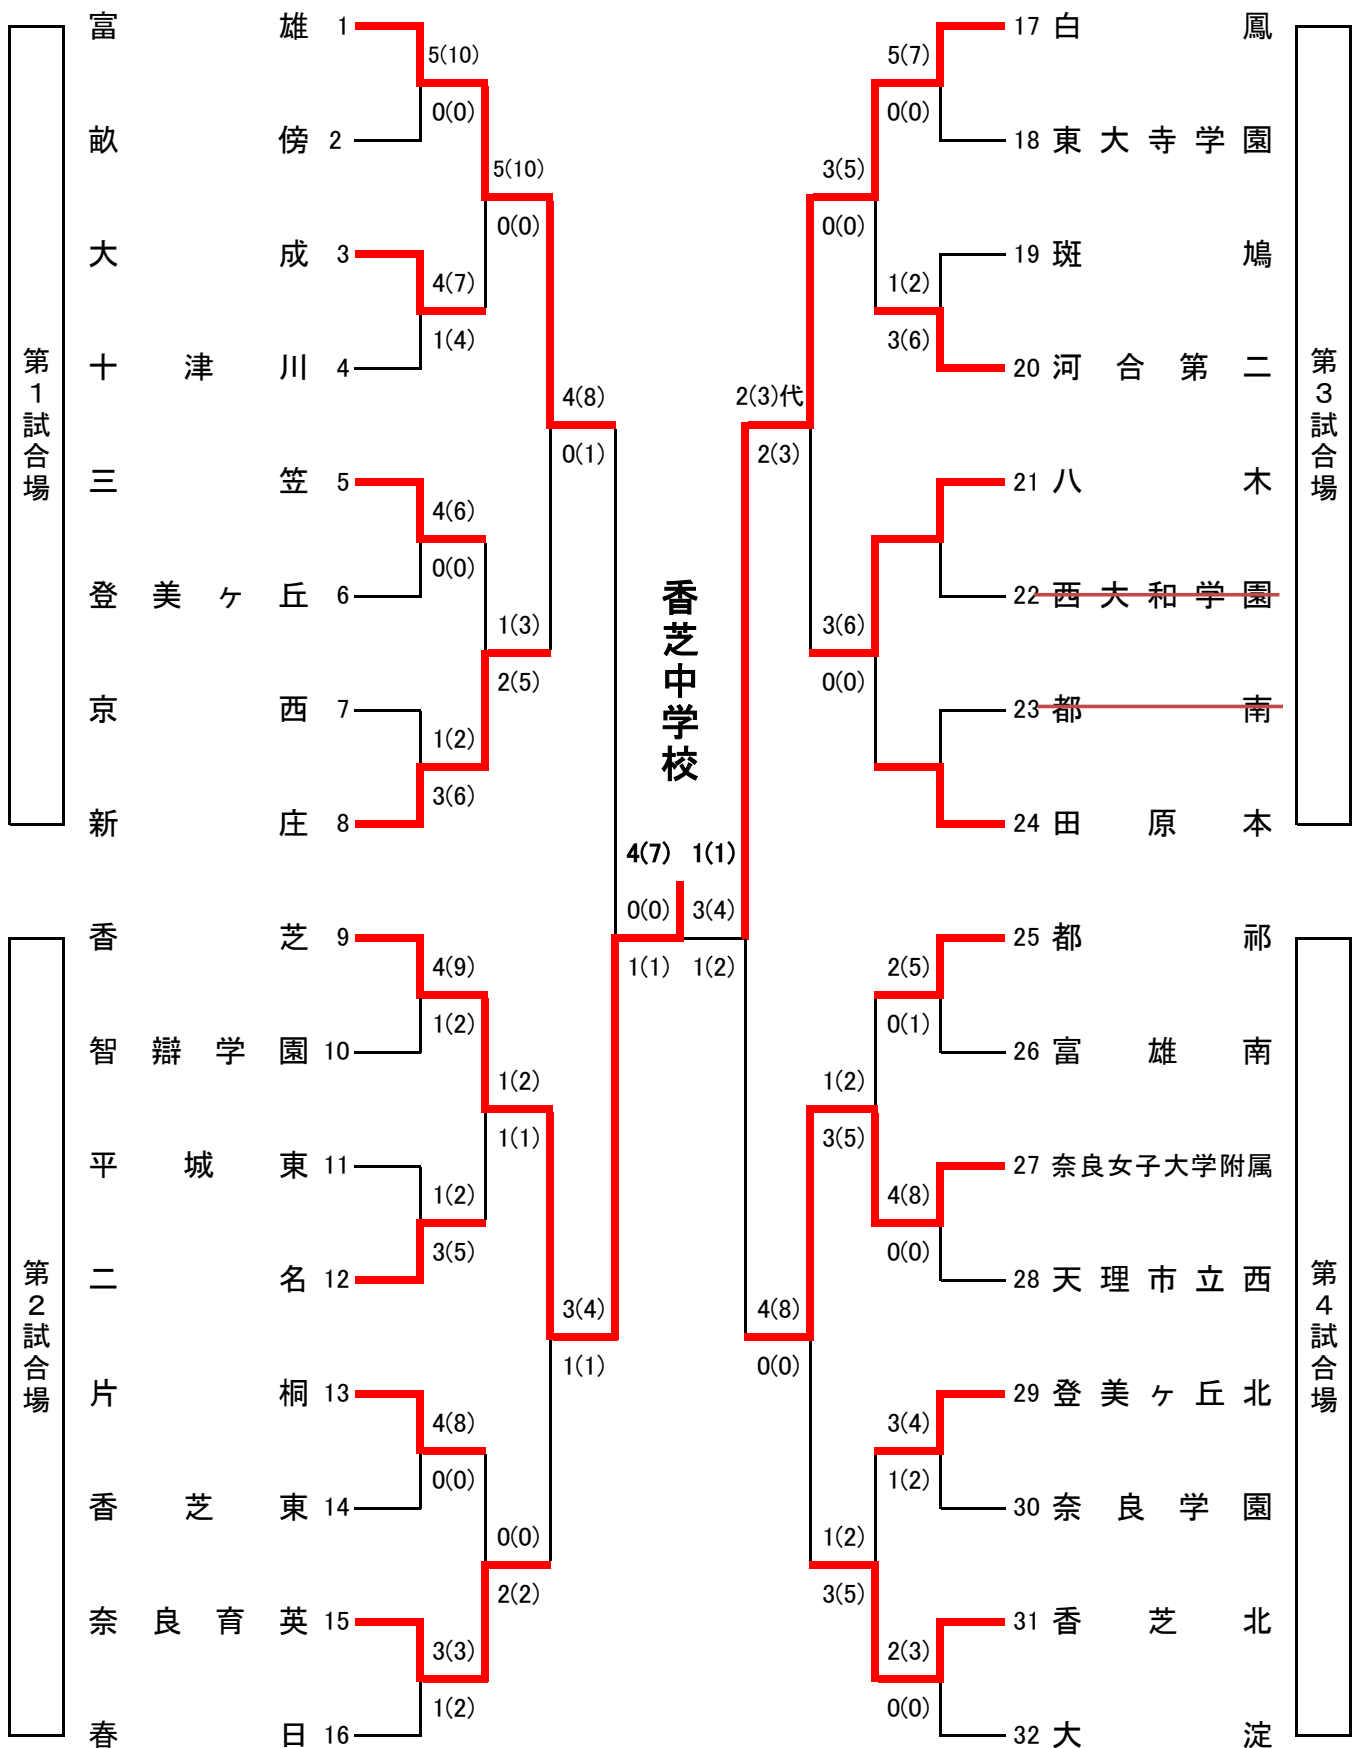 第1試合場
富雄 1
5(10)
0(0)
畝傍 2
5(10)
0(0)
大成 3
4(7)
1(4)
十津川 4
4(8)
0(1)
三笠 5
4(6)
0(0)
登美ヶ丘 6
1(3)
2(5)
京西 7
1(2)
3(6)
新庄 8
第2試合場
香芝 9
4(9)
1(2)
智辯学園 10
1(2)
1(1)
平城東 11
1(2)
3(5)
二名 12
3(4)
1(1)
片桐 13
4(8)
0(0)
香芝東 14
0(0)
2(2)
奈良育英 15
3(3)
1(2)
春日 16
香芝中学校
4(7) 1(1)
0(0) 3(4)
1(1) 1(2)
第3試合場
17 白鳳
5(7)
0(0)
18 東大寺学園
3(5)
0(0)
19 斑鳩
1(2)
3(6)
20 河合第二
2(3)代
2(3)
21 八木
22 西大和学園
3(6)
0(0)
23 都南
24 田原本
第4試合場
25 都祁
2(5)
0(1)
26 富雄南
1(2)
3(5)
27 奈良女子大学附属
4(8)
0(0)
28 天理市立西
4(8)
0(0)
29 登美ヶ丘北
3(4)
1(2)
30 奈良学園
1(2)
3(5)
31 香芝北
2(3)
0(0)
32 大淀